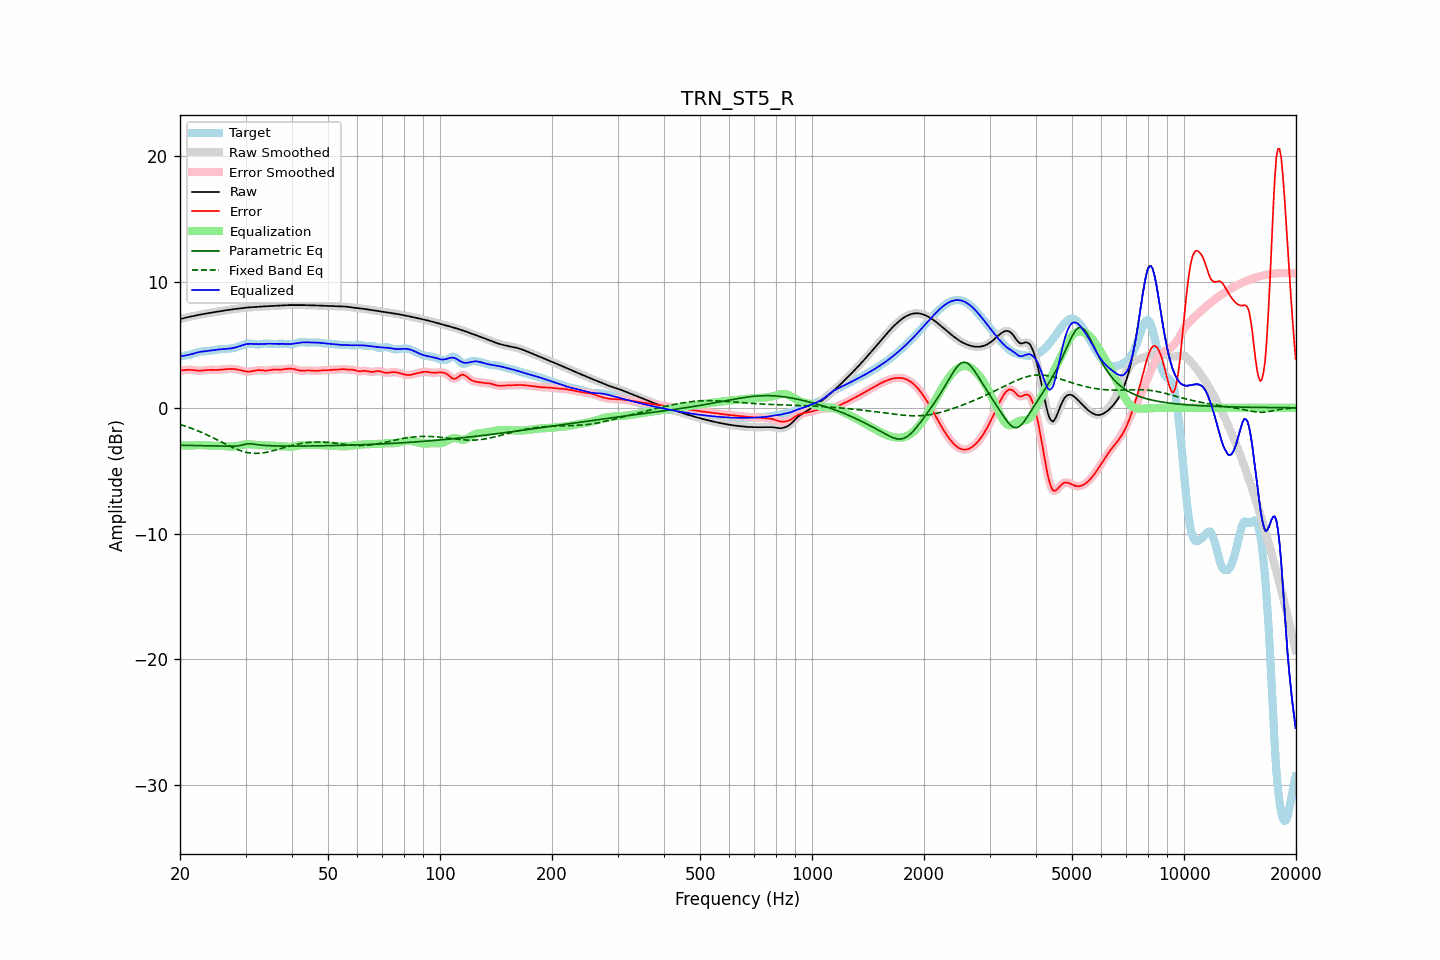 TRN_ST5_R
Target
Raw Smoothed
Error Smoothed
Raw
Error
Equalization
Parametric Eq
Fixed Band Eq
Equalized
20
10
0
−10
−20
−30
Amplitude (dBr)
20 50 100 200 500 1000 2000 5000 10000 20000
Frequency (Hz)